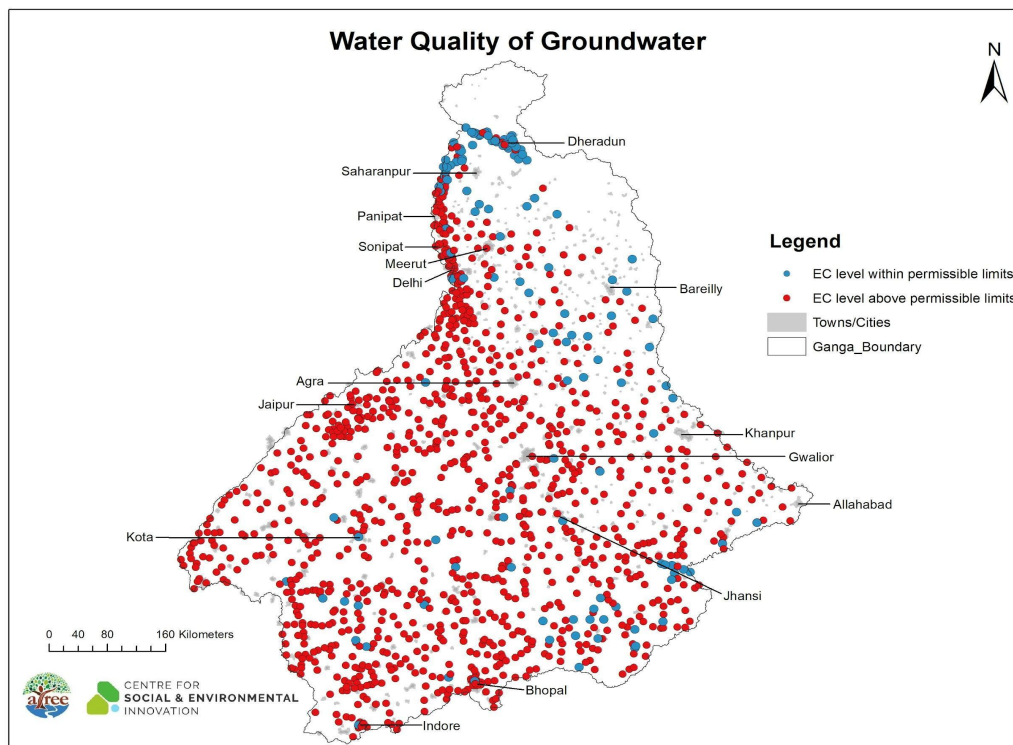 Water Quality of Groundwater
N
Dheradun
Saharanpur
Panipat
Sonipat
Meerut
Delhi
Bareilly
Legend
EC level within permissible limits
EC level above permissible limits
Towns/Cities
Ganga_Boundary
Agra
Jaipur
Khanpur
Gwalior
Allahabad
Kota
Jhansi
0 40 80 160 Kilometers
Bhopal
Indore
atree
CENTRE FOR
SOCIAL & ENVIRONMENTAL
INNOVATION